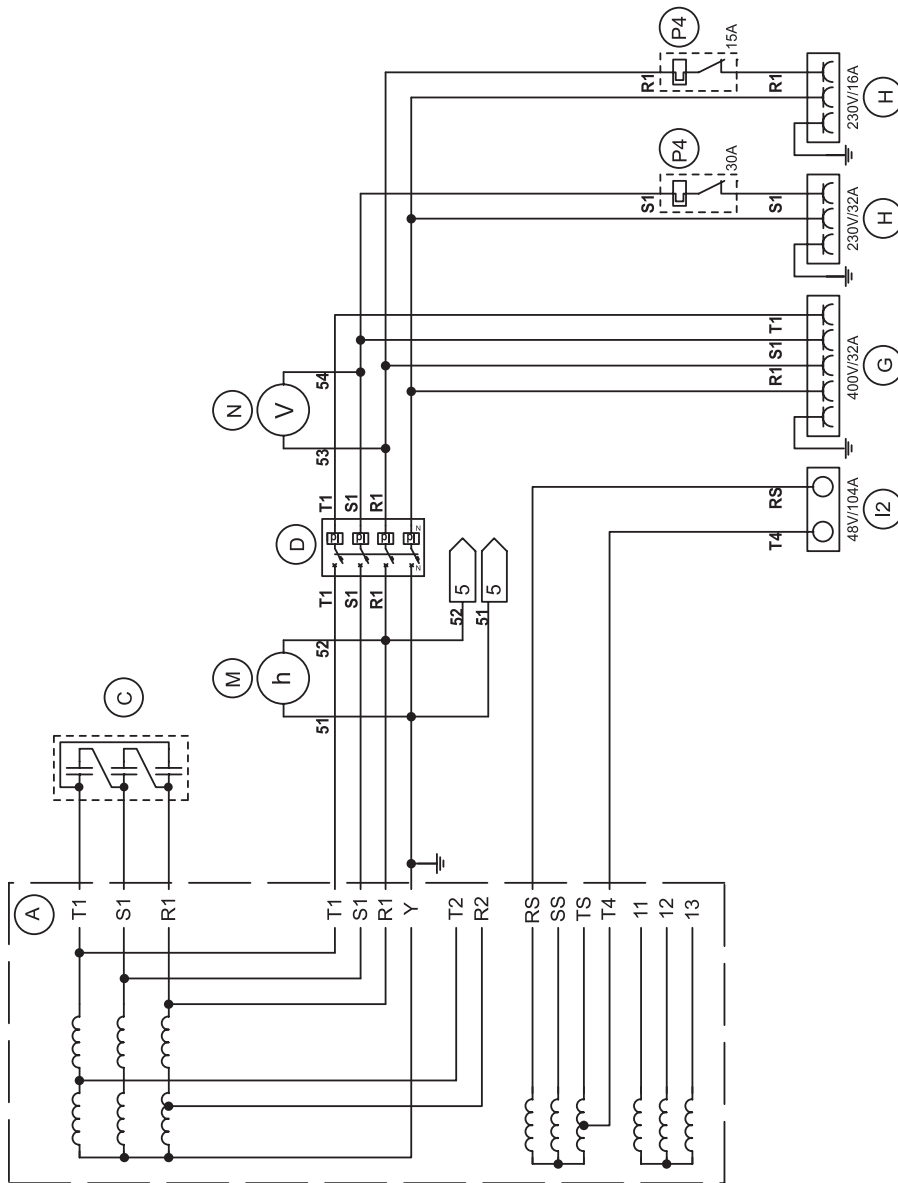 A
T1
S1
R1
T1
S1
R1
Y
T2
R2
RS
SS
TS
T4
11
12
13
C
M
h
51
52
T1
S1
R1
52
5
51
5
D
N
N
T1
S1
R1
N
V
53
54
T4
RS
48V/104A
I2
R1
S1
T1
400V/32A
G
S1
P4
30A
S1
230V/32A
H
R1
P4
15A
R1
230V/16A
H